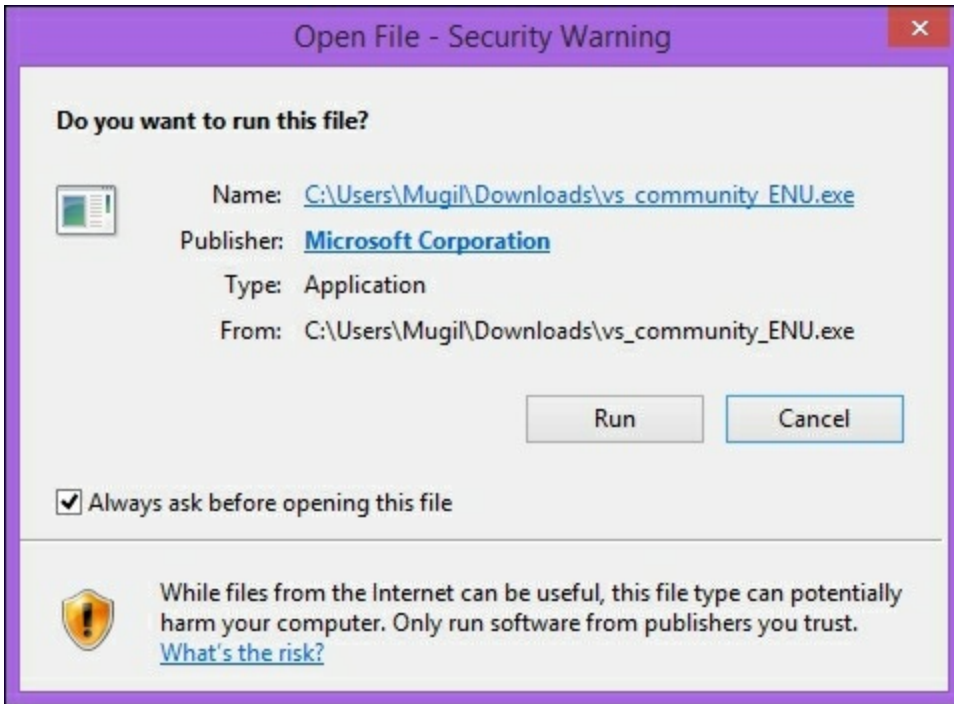 Open File - Security Warning
Do you want to run this file?
Name: C:\Users\Mugil\Downloads\vs_community_ENU.exe
Publisher: Microsoft Corporation
Type: Application
From: C:\Users\Mugil\Downloads\vs_community_ENU.exe
Run Cancel
Always ask before opening this file
While files from the Internet can be useful, this file type can potentially
harm your computer. Only run software from publishers you trust.
What's the risk?